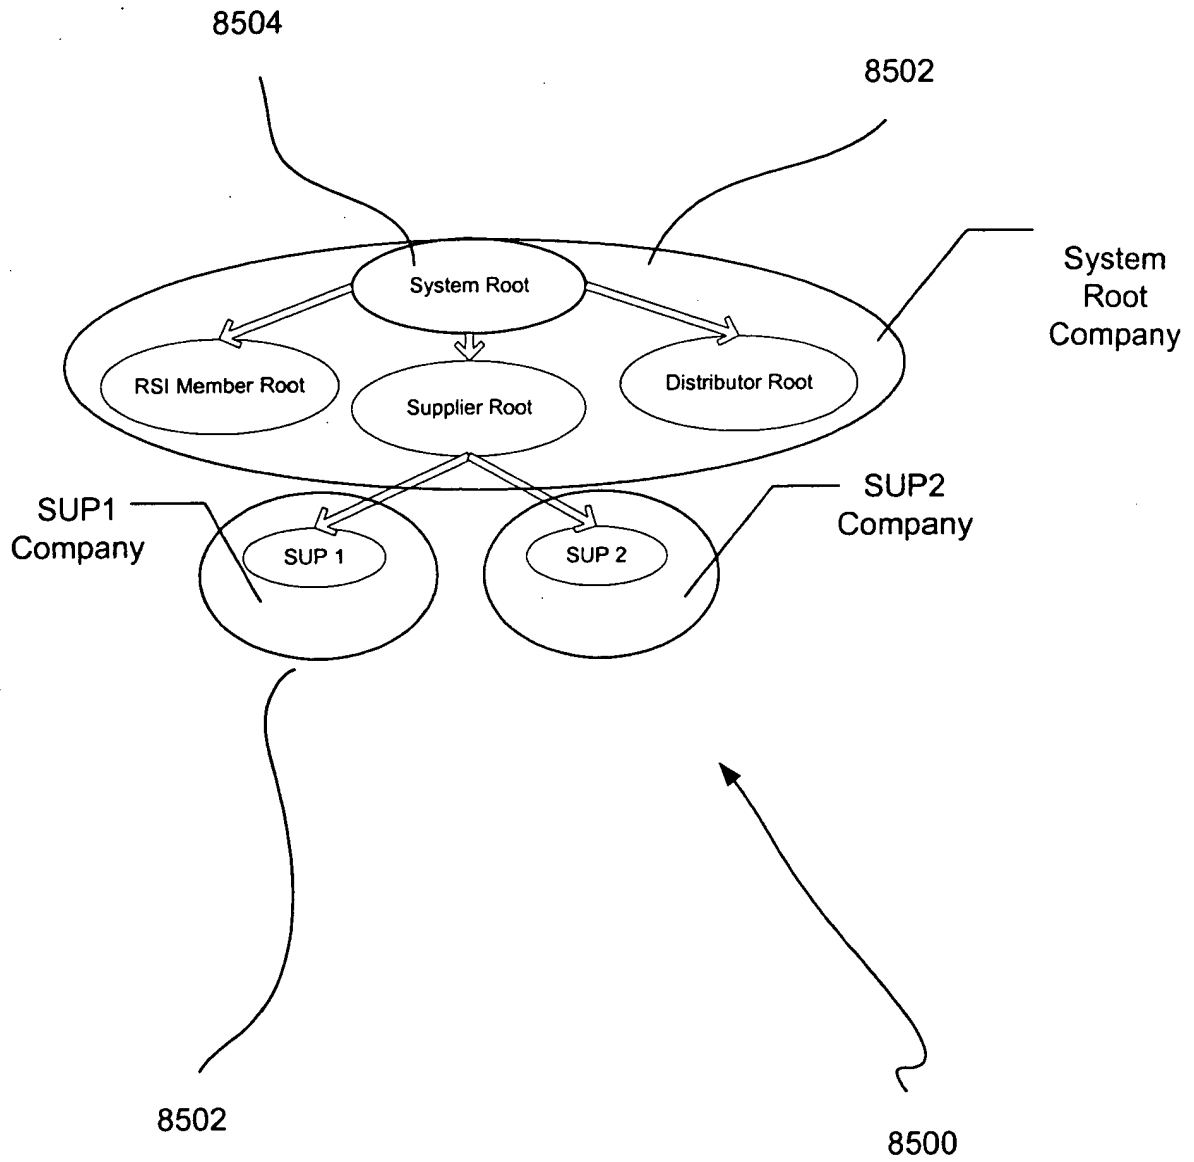 8504
8502
System
Root
Company
System Root
RSI Member Root
Supplier Root
Distributor Root
SUP1
Company
SUP2
Company
SUP 1
SUP 2
8502
8500